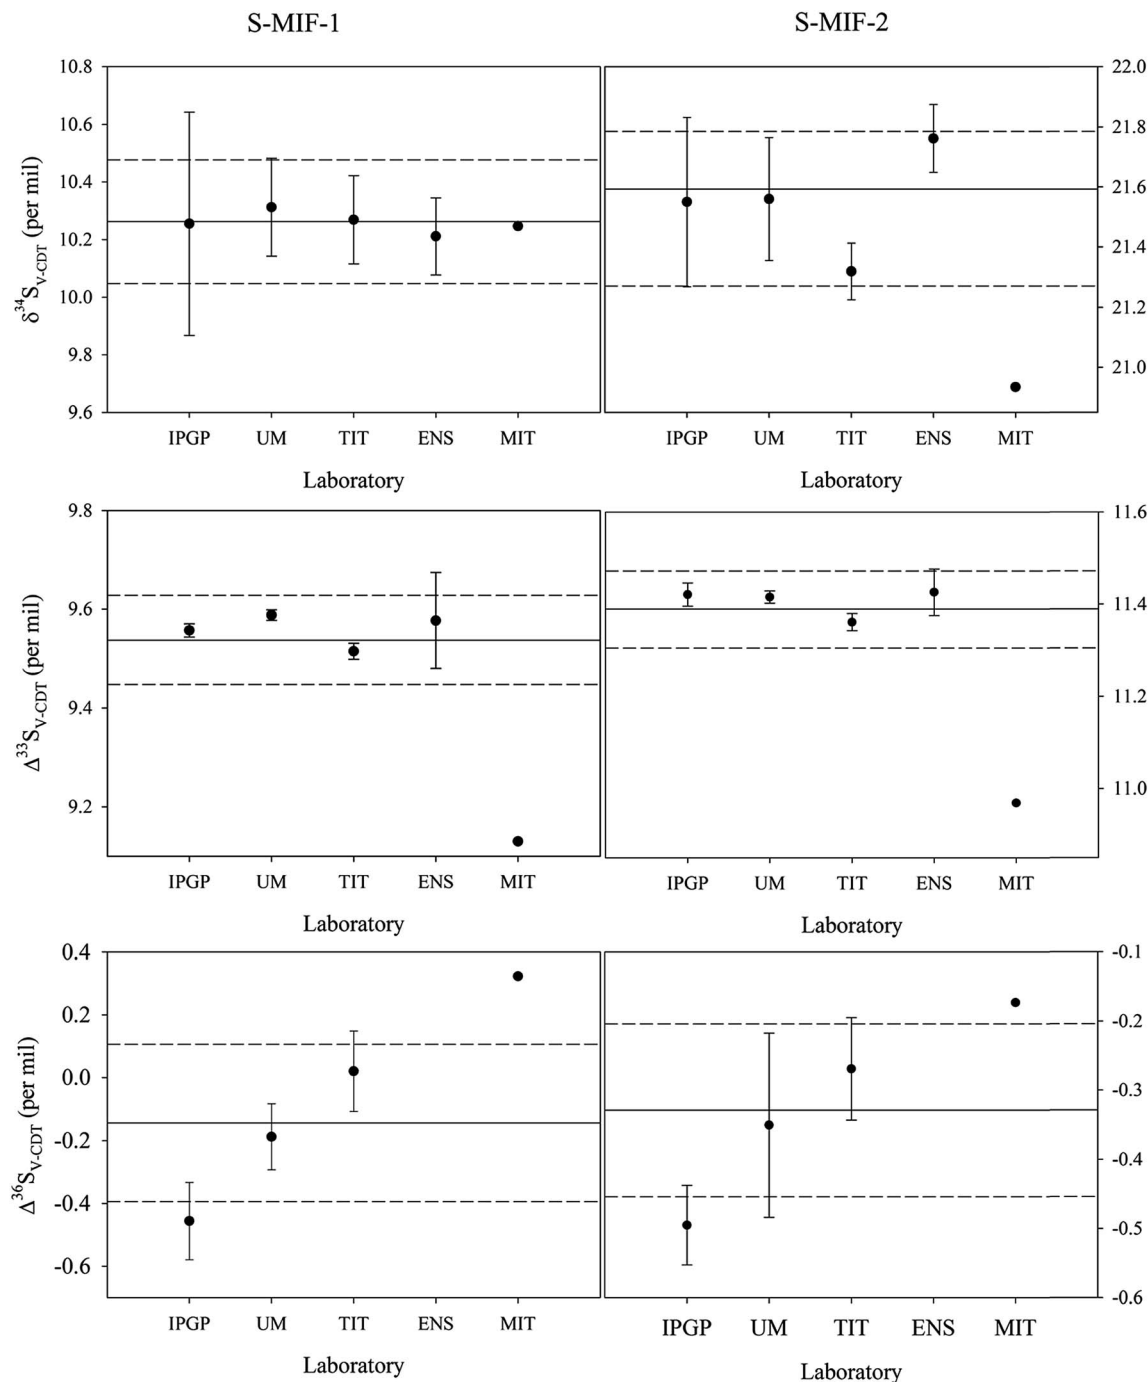 S-MIF-1
S-MIF-2
δ34SV-CDT (per mil)
10.8
10.6
10.4
10.2
10.0
9.8
9.6
IPGP UM TIT ENS MIT
Laboratory
22.0
21.8
21.6
21.4
21.2
21.0
IPGP UM TIT ENS MIT
Laboratory
Δ33SV-CDT (per mil)
9.8
9.6
9.4
9.2
IPGP UM TIT ENS MIT
Laboratory
11.6
11.4
11.2
11.0
IPGP UM TIT ENS MIT
Laboratory
Δ36SV-CDT (per mil)
0.4
0.2
0.0
-0.2
-0.4
-0.6
IPGP UM TIT ENS MIT
Laboratory
-0.1
-0.2
-0.3
-0.4
-0.5
-0.6
IPGP UM TIT ENS MIT
Laboratory